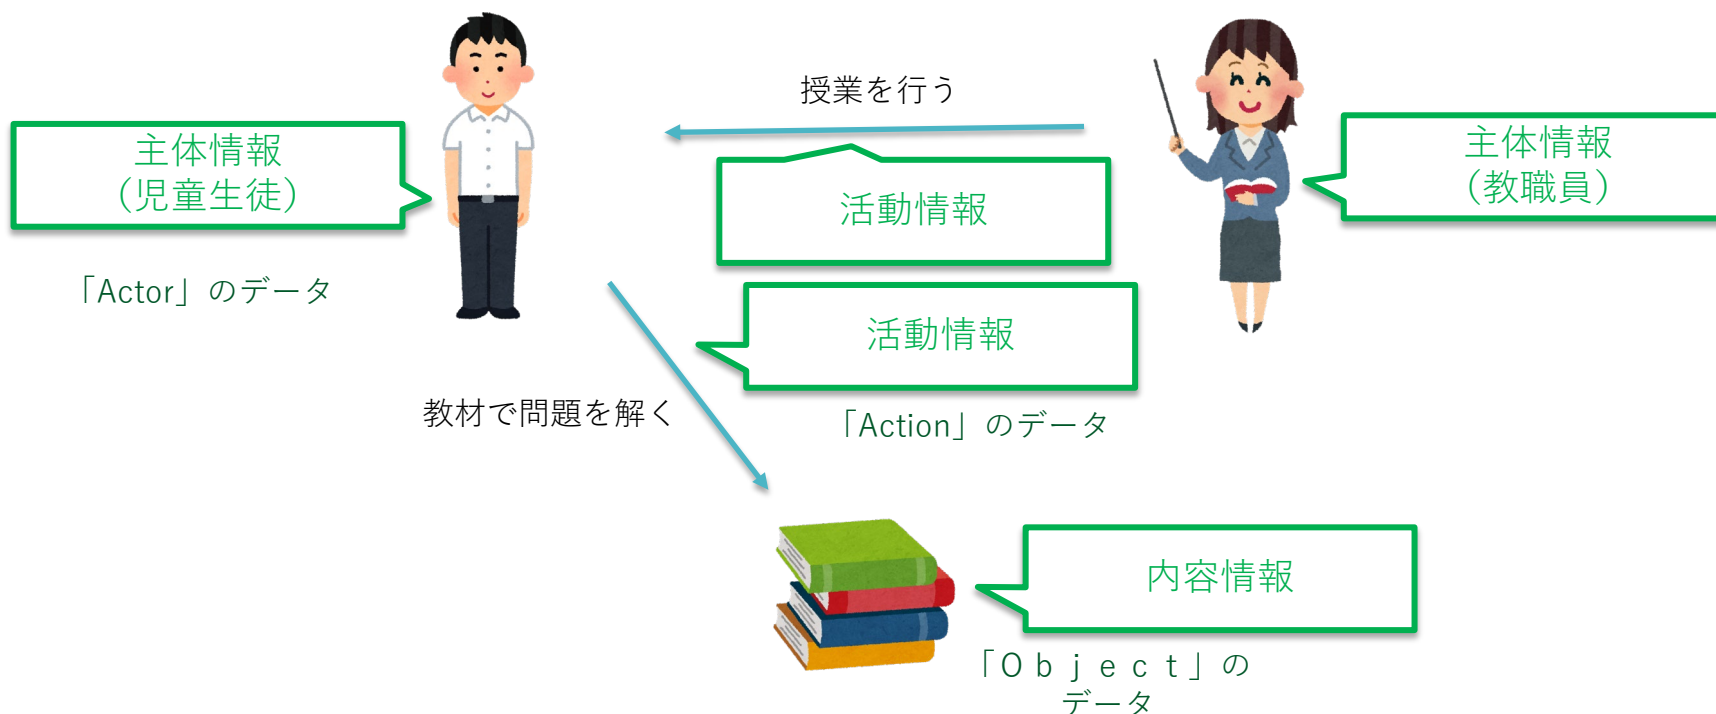 授業を行う
主体情報
（児童生徒）
主体情報
（教職員）
活動情報
「Actor」のデータ
活動情報
教材で問題を解く
「Action」のデータ
内容情報
「Ｏｂｊｅｃｔ」の
データ